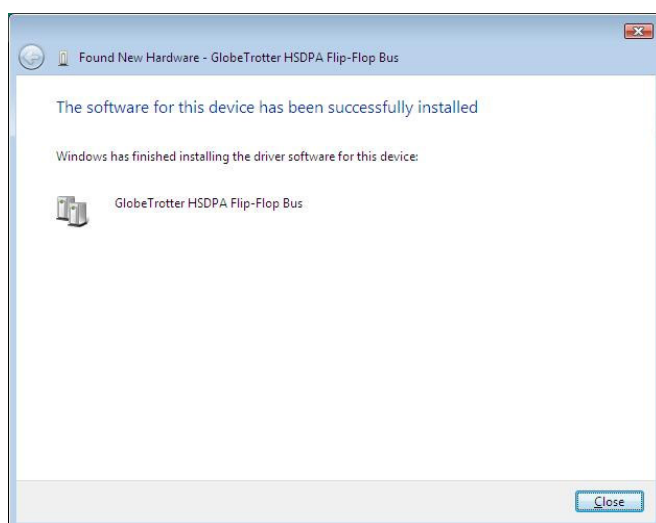 Found New Hardware - GlobeTrotter HSDPA Flip-Flop Bus
The software for this device has been successfully installed
Windows has finished installing the driver software for this device:
GlobeTrotter HSDPA Flip-Flop Bus
Close